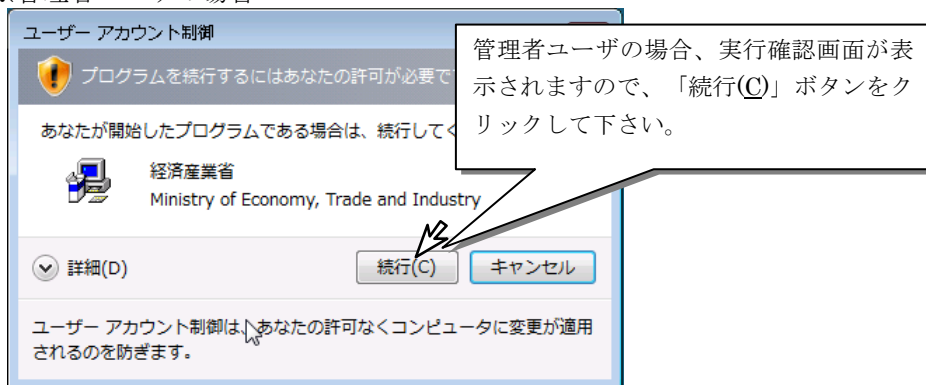 ユーザー アカウント制御
管理者ユーザの場合、実行確認画面が表
示されますので、「続行(C)」ボタンをク
リックして下さい。
プログラムを続行するにはあなたの許可が必要で
あなたが開始したプログラムである場合は、続行してく
経済産業省
Ministry of Economy, Trade and Industry
詳細(D)
続行(C)
キャンセル
ユーザー アカウント制御は、あなたの許可なくコンピュータに変更が適用
されるのを防ぎます。